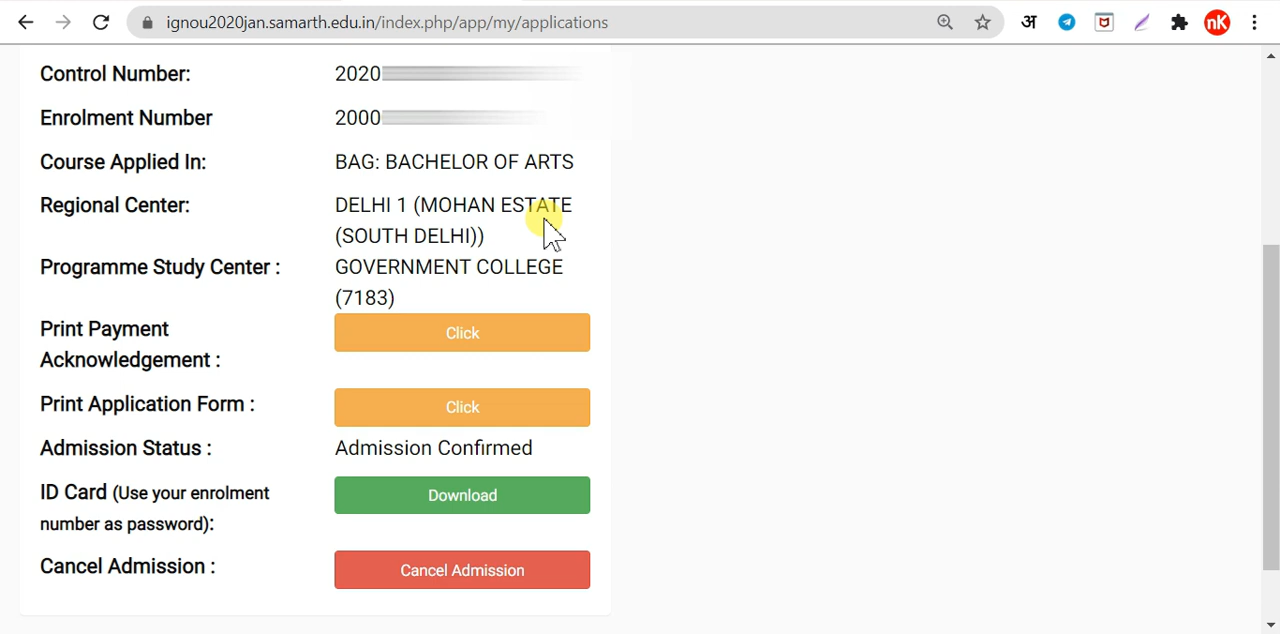 ignou2020jan.samarth.edu.in/index.php/app/my/applications अ nK
Control Number: 2020
Enrolment Number 2000
Course Applied In: BAG: BACHELOR OF ARTS
Regional Center: DELHI 1 (MOHAN ESTATE
(SOUTH DELHI))
Programme Study Center : GOVERNMENT COLLEGE
(7183)
Print Payment Click
Acknowledgement :
Print Application Form : Click
Admission Status : Admission Confirmed
ID Card (Use your enrolment Download
number as password):
Cancel Admission : Cancel Admission